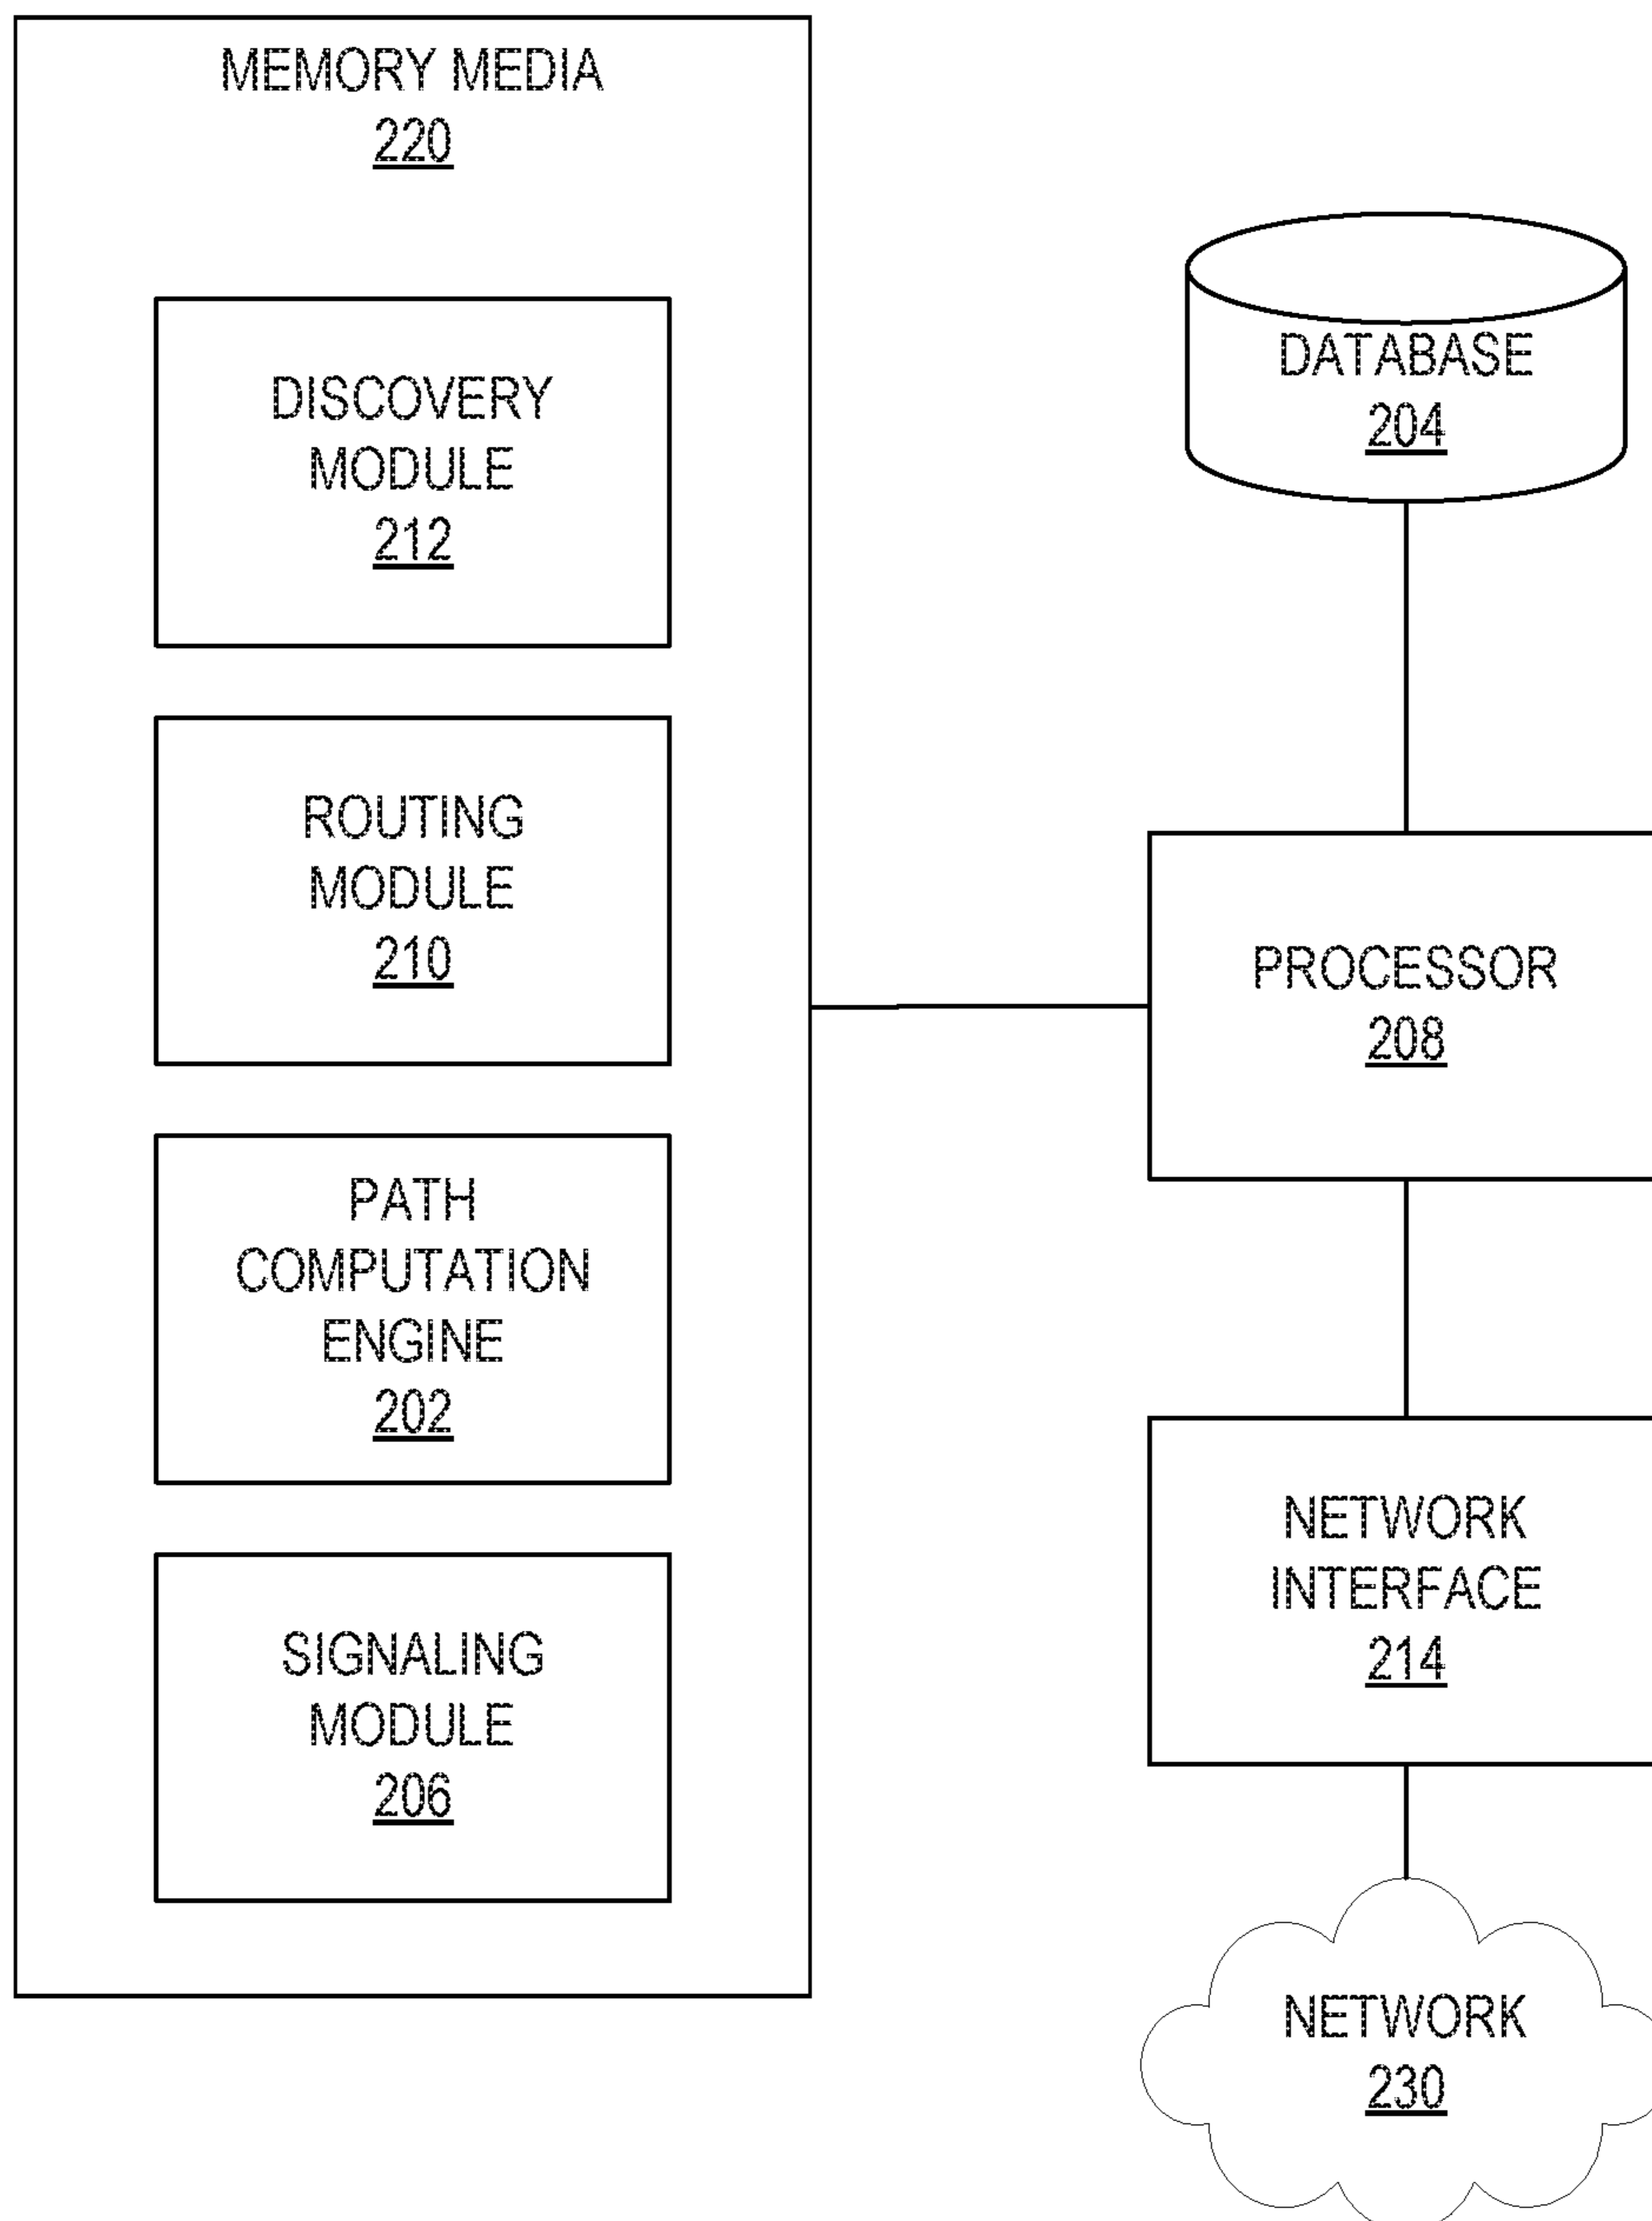 MEMORY MEDIA
220
DISCOVERY
MODULE
212
ROUTING
MODULE
210
PATH
COMPUTATION
ENGINE
202
SIGNALING
MODULE
206
DATABASE
204
PROCESSOR
208
NETWORK
INTERFACE
214
NETWORK
230